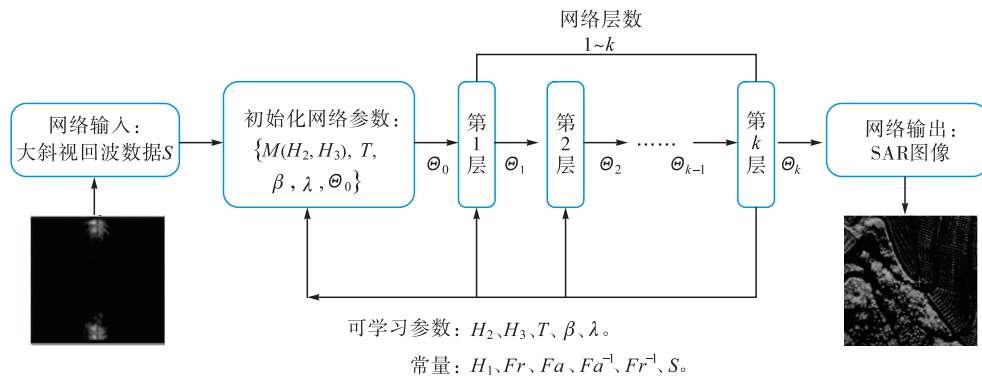 网络层数
1~k
网络输入：
大斜视回波数据S
初始化网络参数：
{M(H₂, H₃), T,
β, λ, Θ₀}
Θ₀
第1层
Θ₁
第2层
Θ₂
……
Θₖ₋₁
第k层
Θₖ
网络输出：
SAR图像
可学习参数：H₂、H₃、T、β、λ。
常量：H₁、Fr、Fa、Fa⁻¹、Fr⁻¹、S。